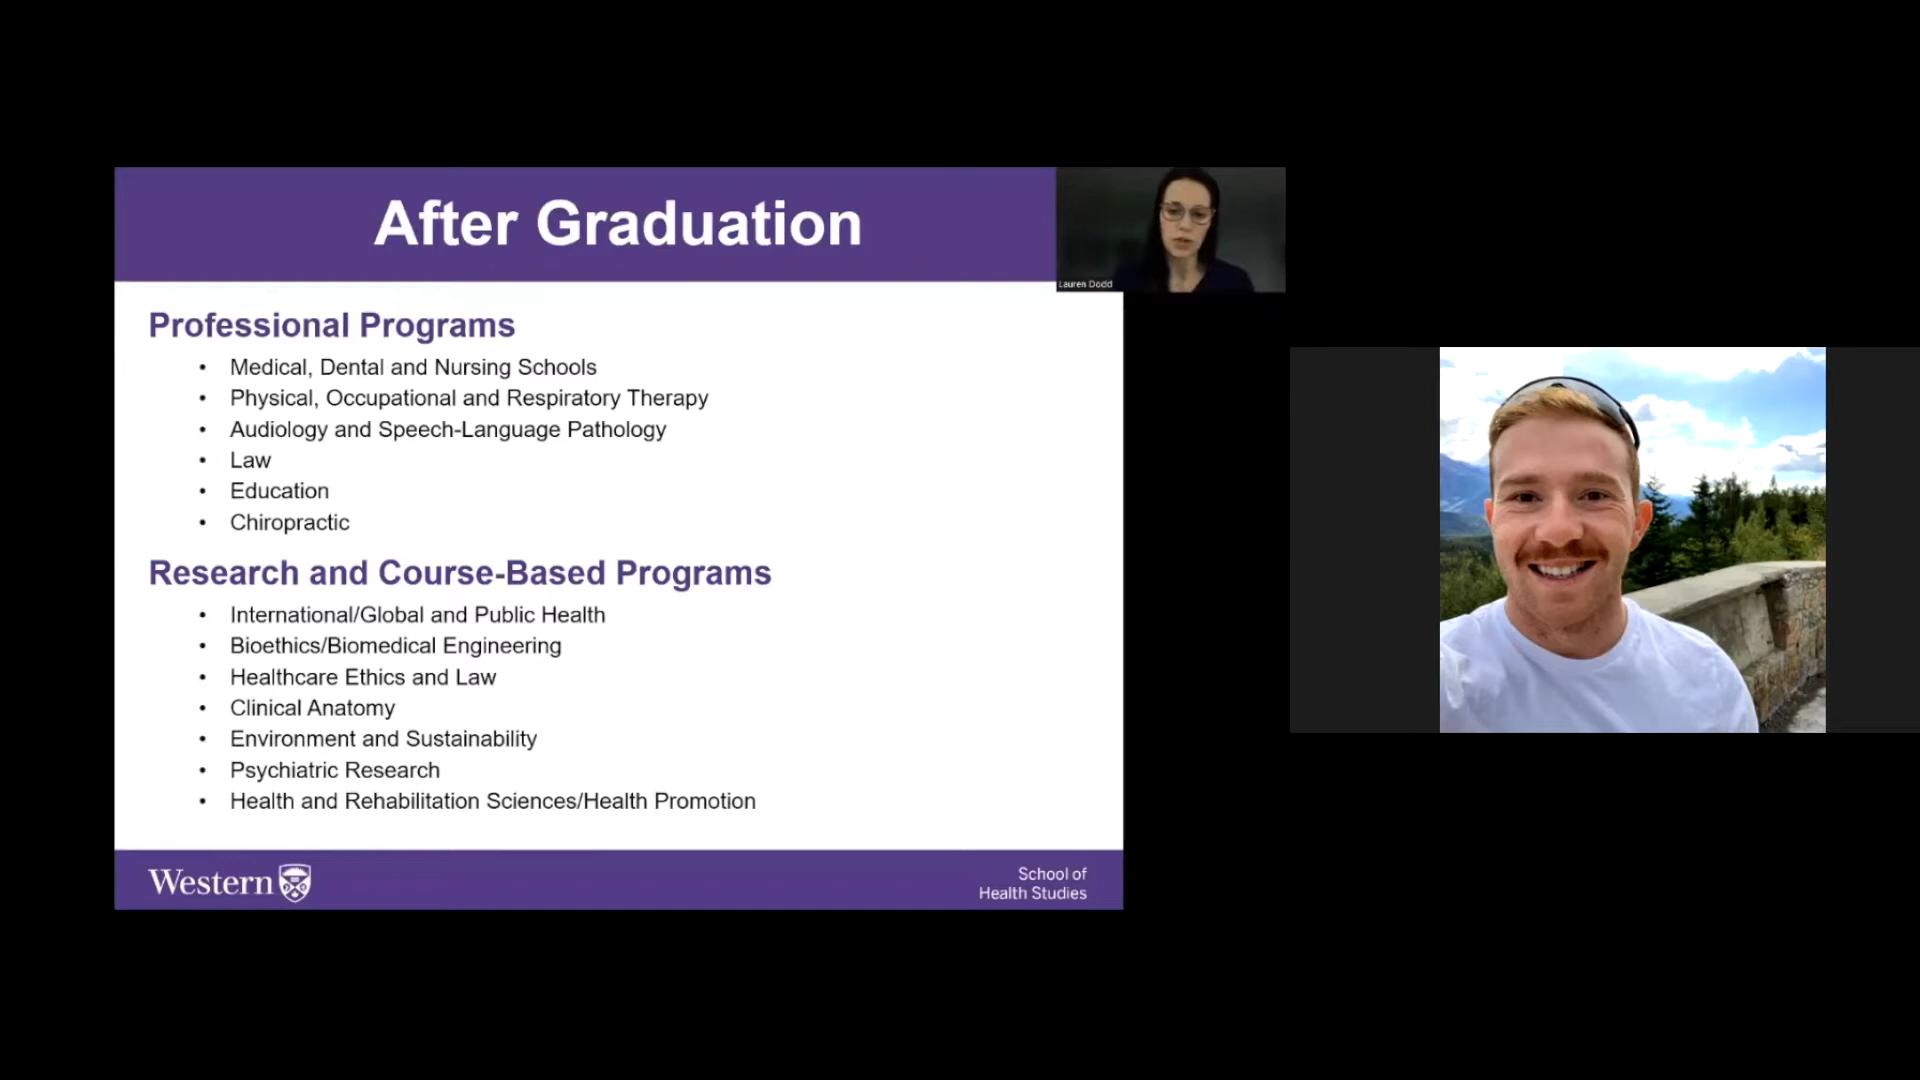 After Graduation
Lauren Dodd
Professional Programs
• Medical, Dental and Nursing Schools
• Physical, Occupational and Respiratory Therapy
• Audiology and Speech-Language Pathology
• Law
• Education
• Chiropractic
Research and Course-Based Programs
• International/Global and Public Health
• Bioethics/Biomedical Engineering
• Healthcare Ethics and Law
• Clinical Anatomy
• Environment and Sustainability
• Psychiatric Research
• Health and Rehabilitation Sciences/Health Promotion
Western
School of
Health Studies